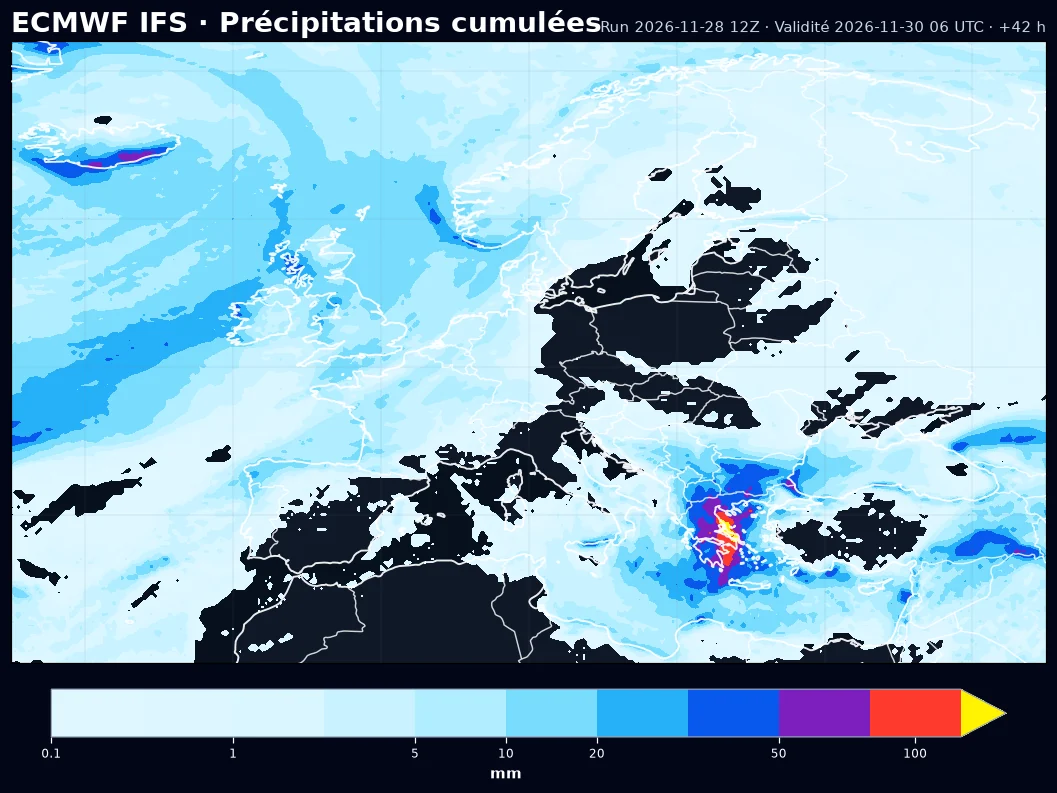 ECMWF IFS · Précipitations cumulées
Run 2026-11-28 12Z · Validité 2026-11-30 06 UTC · +42 h
0.1 1 5 10 20 50 100
mm